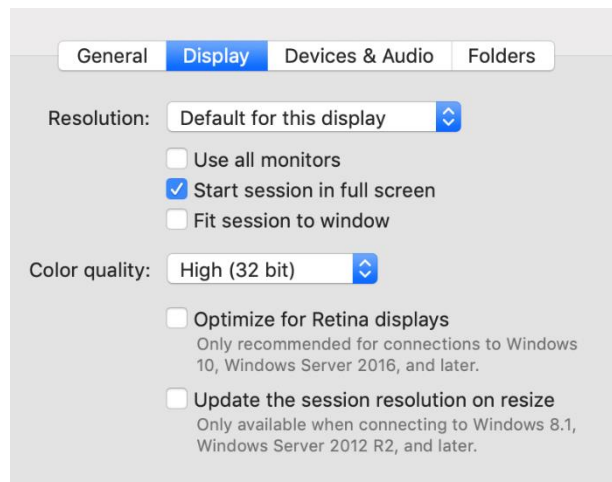 General Display Devices & Audio Folders
Resolution: Default for this display
Use all monitors
Start session in full screen
Fit session to window
Color quality: High (32 bit)
Optimize for Retina displays
Only recommended for connections to Windows
10, Windows Server 2016, and later.
Update the session resolution on resize
Only available when connecting to Windows 8.1,
Windows Server 2012 R2, and later.